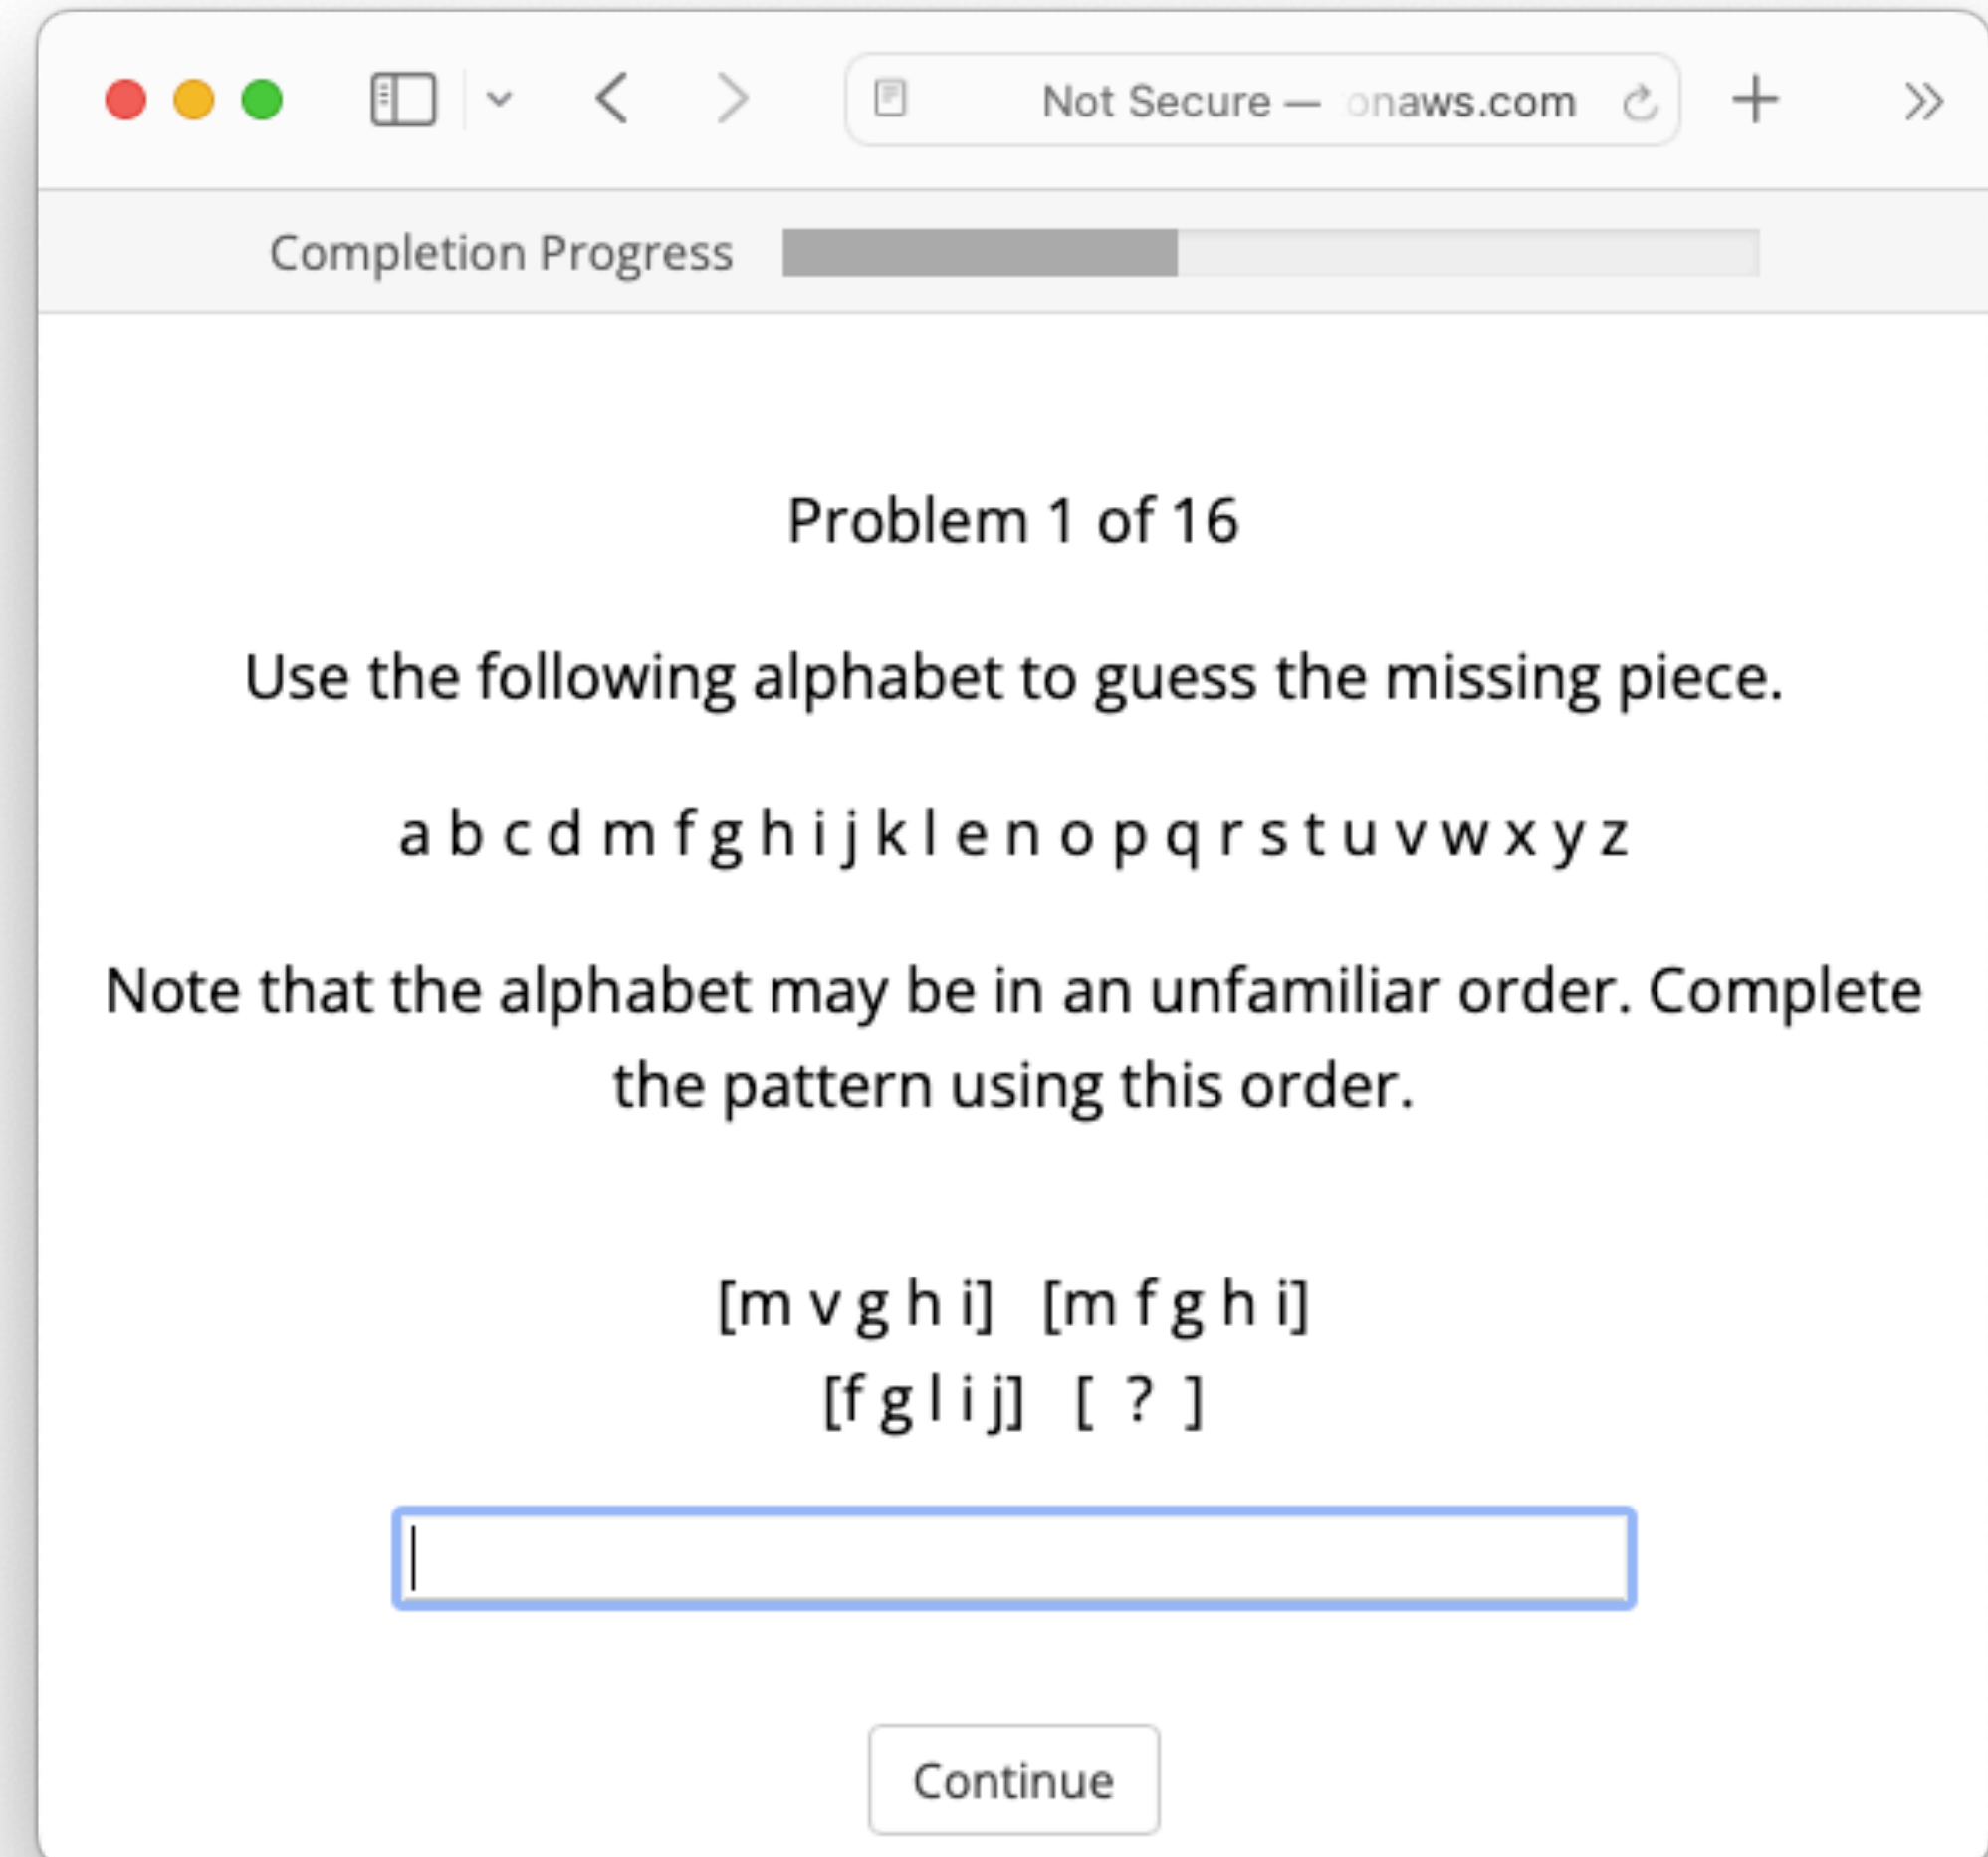 Not Secure — onaws.com
Completion Progress
Problem 1 of 16
Use the following alphabet to guess the missing piece.
a b c d m f g h i j k l e n o p q r s t u v w x y z
Note that the alphabet may be in an unfamiliar order. Complete
the pattern using this order.
[m v g h i] [m f g h i]
[f g l i j] [ ? ]
Continue